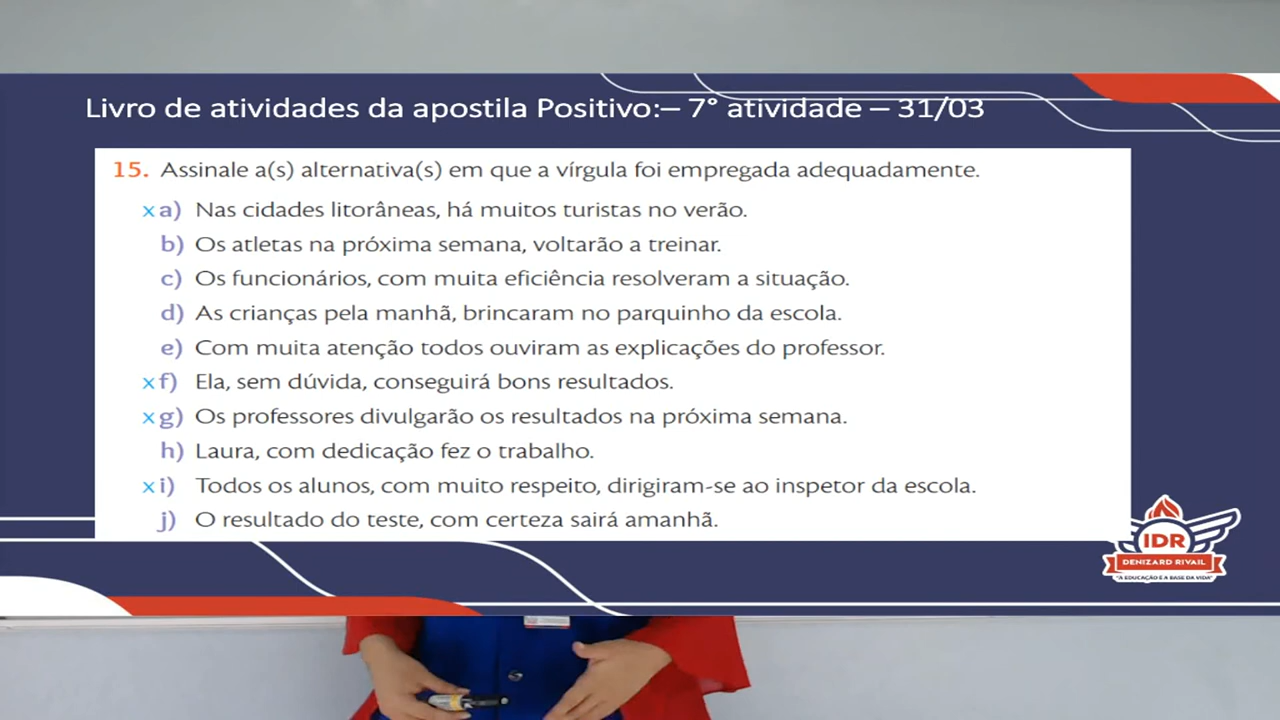 Livro de atividades da apostila Positivo:– 7° atividade – 31/03
15. Assinale a(s) alternativa(s) em que a vírgula foi empregada adequadamente.
x a) Nas cidades litorâneas, há muitos turistas no verão.
b) Os atletas na próxima semana, voltarão a treinar.
c) Os funcionários, com muita eficiência resolveram a situação.
d) As crianças pela manhã, brincaram no parquinho da escola.
e) Com muita atenção todos ouviram as explicações do professor.
x f) Ela, sem dúvida, conseguirá bons resultados.
x g) Os professores divulgarão os resultados na próxima semana.
h) Laura, com dedicação fez o trabalho.
x i) Todos os alunos, com muito respeito, dirigiram-se ao inspetor da escola.
j) O resultado do teste, com certeza sairá amanhã.
IDR
DENIZARD RIVAIL
"A EDUCAÇÃO É A BASE DA VIDA"